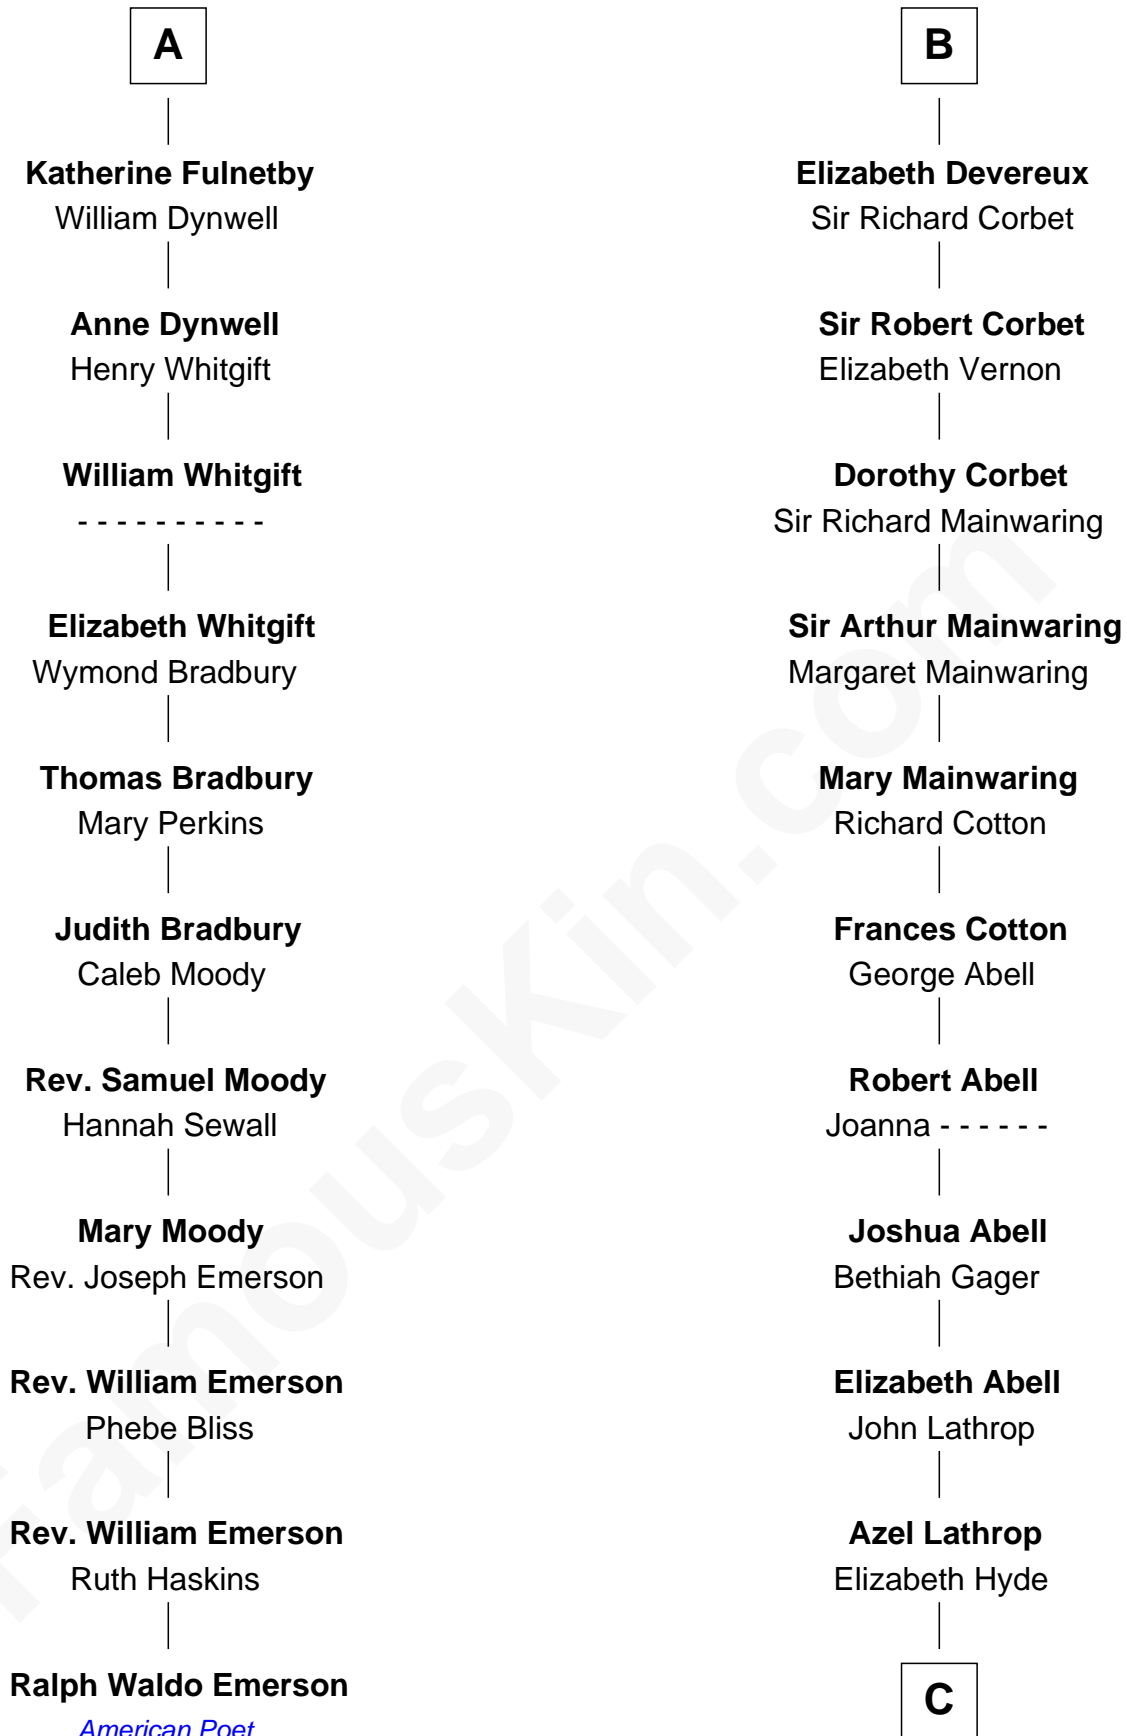 A
Katherine Fulnetby
William Dynwell
Anne Dynwell
Henry Whitgift
William Whitgift
- - - - - - - - - -
Elizabeth Whitgift
Wymond Bradbury
Thomas Bradbury
Mary Perkins
Judith Bradbury
Caleb Moody
Rev. Samuel Moody
Hannah Sewall
Mary Moody
Rev. Joseph Emerson
Rev. William Emerson
Phebe Bliss
Rev. William Emerson
Ruth Haskins
Ralph Waldo Emerson
American Poet
B
Elizabeth Devereux
Sir Richard Corbet
Sir Robert Corbet
Elizabeth Vernon
Dorothy Corbet
Sir Richard Mainwaring
Sir Arthur Mainwaring
Margaret Mainwaring
Mary Mainwaring
Richard Cotton
Frances Cotton
George Abell
Robert Abell
Joanna - - - - - -
Joshua Abell
Bethiah Gager
Elizabeth Abell
John Lathrop
Azel Lathrop
Elizabeth Hyde
C
FamousKin.com